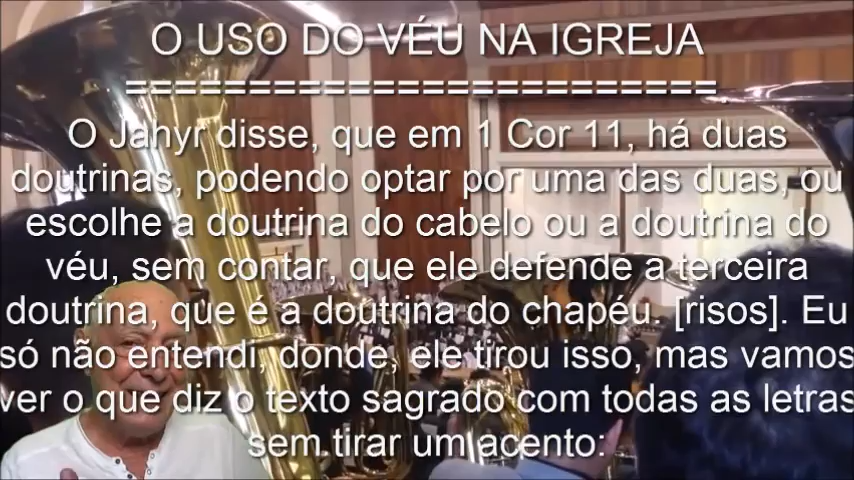 O USO DO VÉU NA IGREJA
===========================
O Jahyr disse, que em 1 Cor 11, há duas
doutrinas, podendo optar por uma das duas, ou
escolhe a doutrina do cabelo ou a doutrina do
véu, sem contar, que ele defende a terceira
doutrina, que é a doutrina do chapéu. [risos]. Eu
só não entendi, donde, ele tirou isso, mas vamos
ver o que diz o texto sagrado com todas as letras
sem tirar um acento: